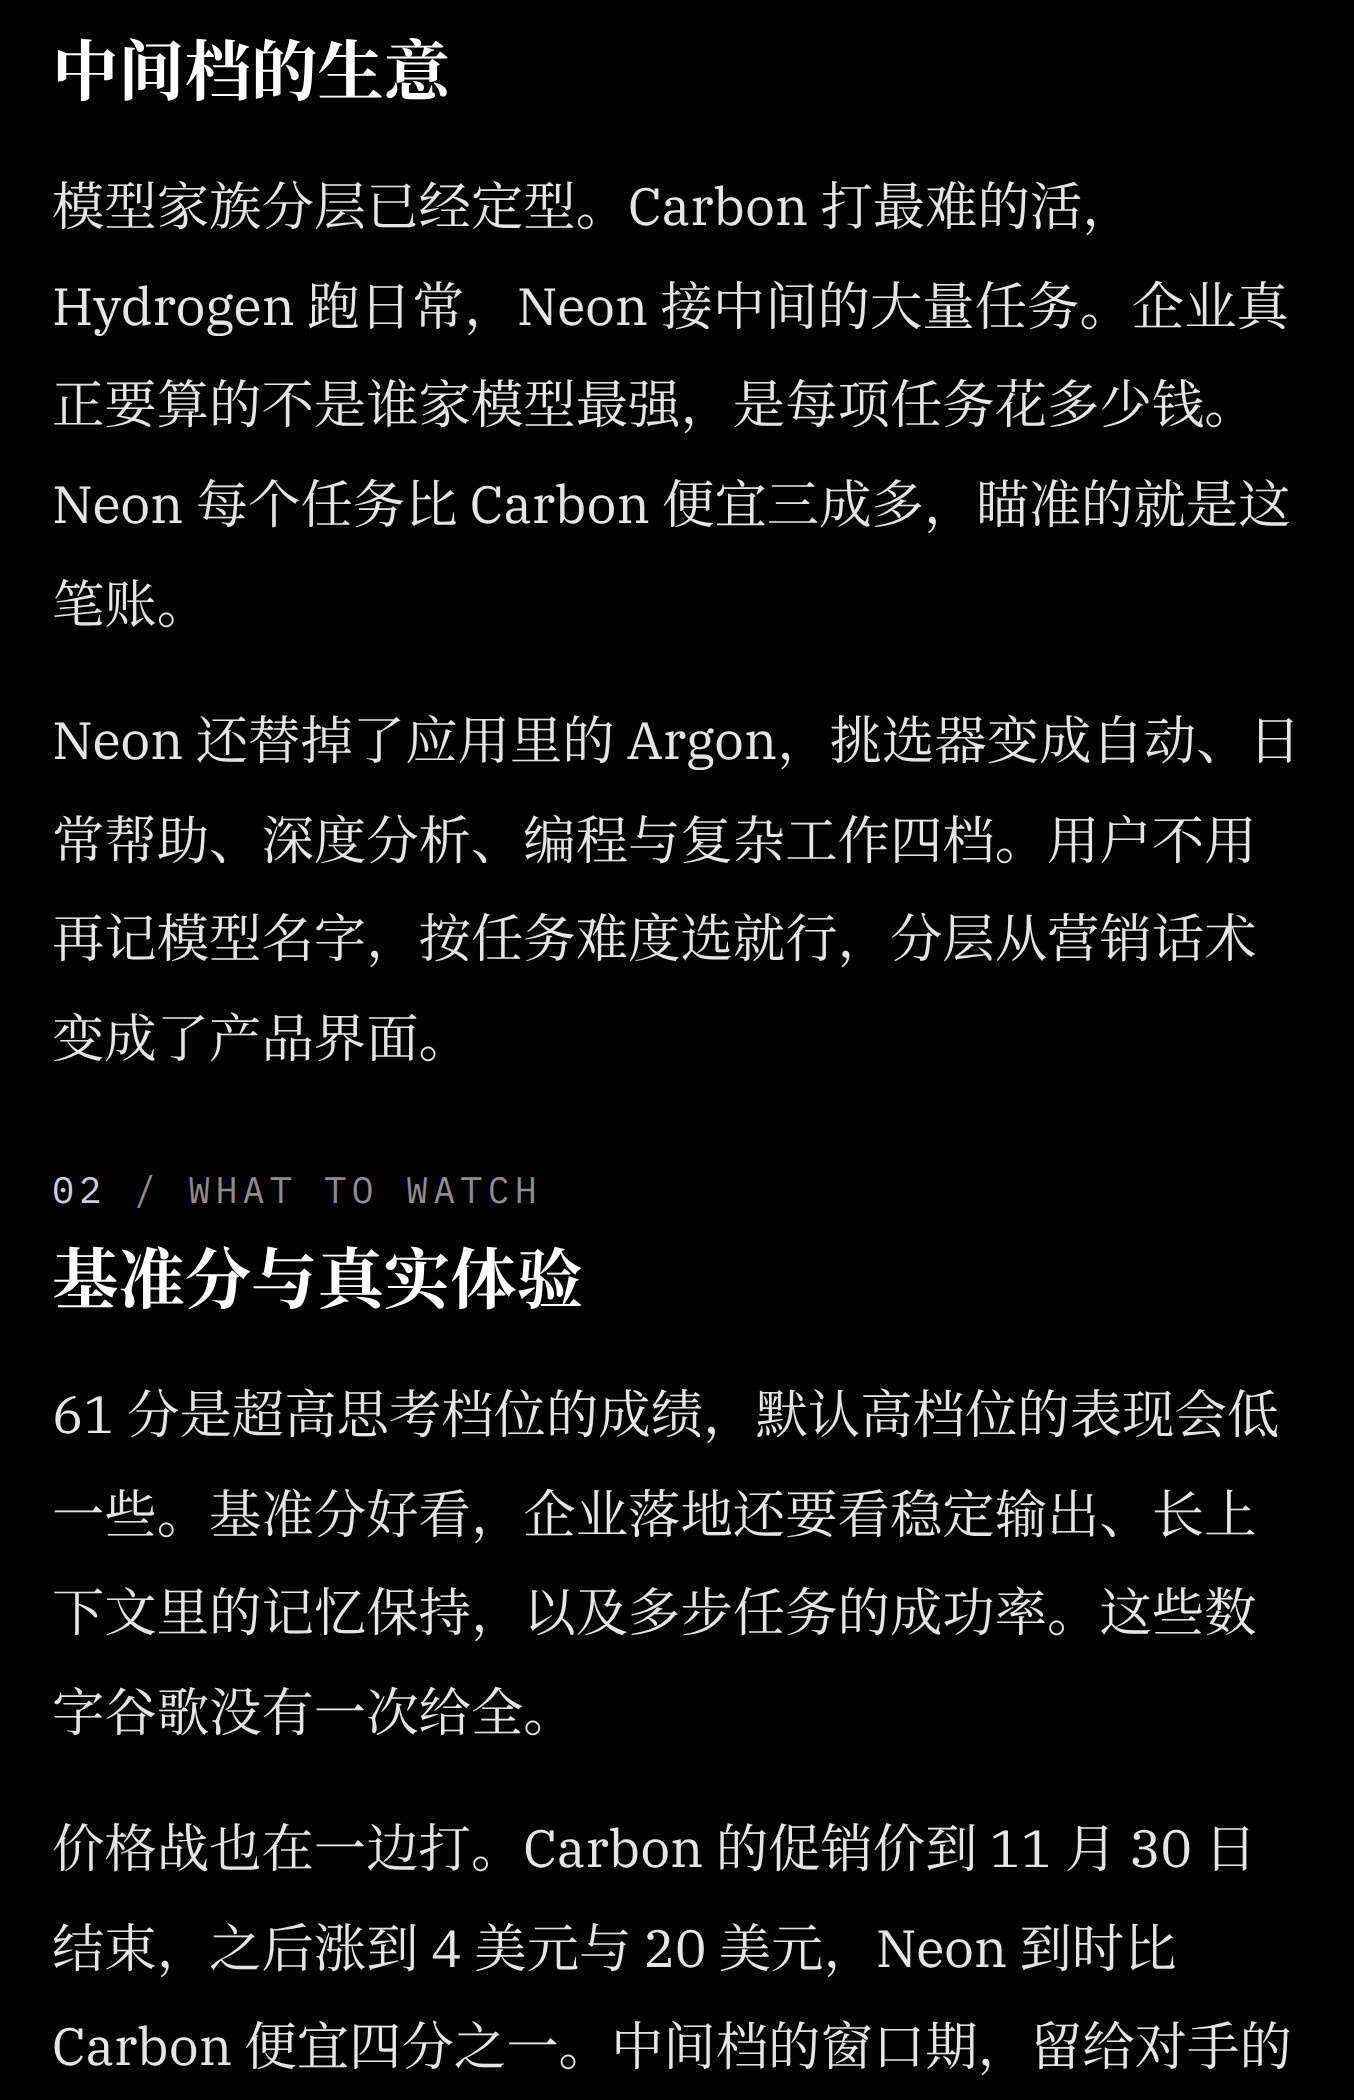 中间档的生意
模型家族分层已经定型。Carbon 打最难的活，
Hydrogen 跑日常，Neon 接中间的大量任务。企业真
正要算的不是谁家模型最强，是每项任务花多少钱。
Neon 每个任务比 Carbon 便宜三成多，瞄准的就是这
笔账。
Neon 还替掉了应用里的 Argon，挑选器变成自动、日
常帮助、深度分析、编程与复杂工作四档。用户不用
再记模型名字，按任务难度选就行，分层从营销话术
变成了产品界面。
02 / WHAT TO WATCH
基准分与真实体验
61 分是超高思考档位的成绩，默认高档位的表现会低
一些。基准分好看，企业落地还要看稳定输出、长上
下文里的记忆保持，以及多步任务的成功率。这些数
字谷歌没有一次给全。
价格战也在一边打。Carbon 的促销价到 11 月 30 日
结束，之后涨到 4 美元与 20 美元，Neon 到时比
Carbon 便宜四分之一。中间档的窗口期，留给对手的